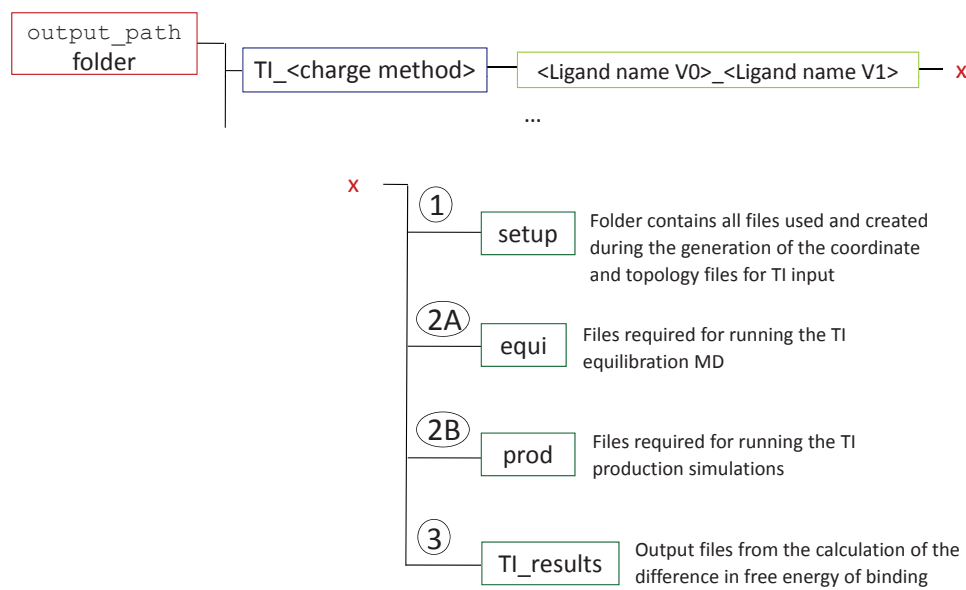 output_path
folder
TI_<charge method>
<Ligand name V0>_<Ligand name V1>
x
...
x
1
setup
Folder contains all files used and created
during the generation of the coordinate
and topology files for TI input
2A
equi
Files required for running the TI
equilibration MD
2B
prod
Files required for running the TI
production simulations
3
TI_results
Output files from the calculation of the
difference in free energy of binding